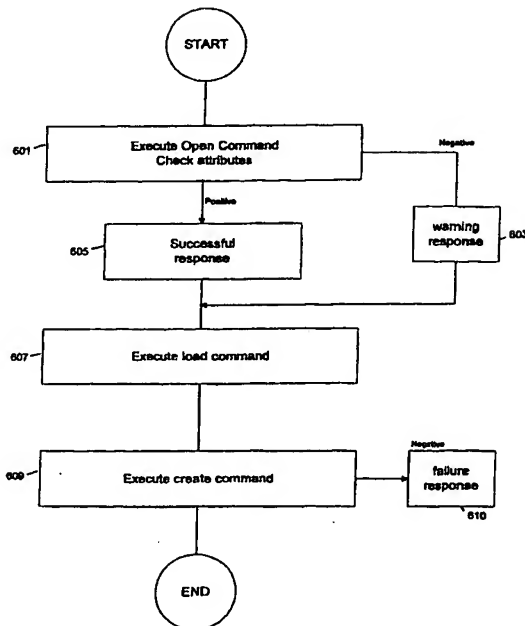 START
601
Execute Open Command
Check attributes
Negative
Positive
605
Successful
response
warning
response
603
607
Execute load command
609
Execute create command
Negative
failure
response
610
END